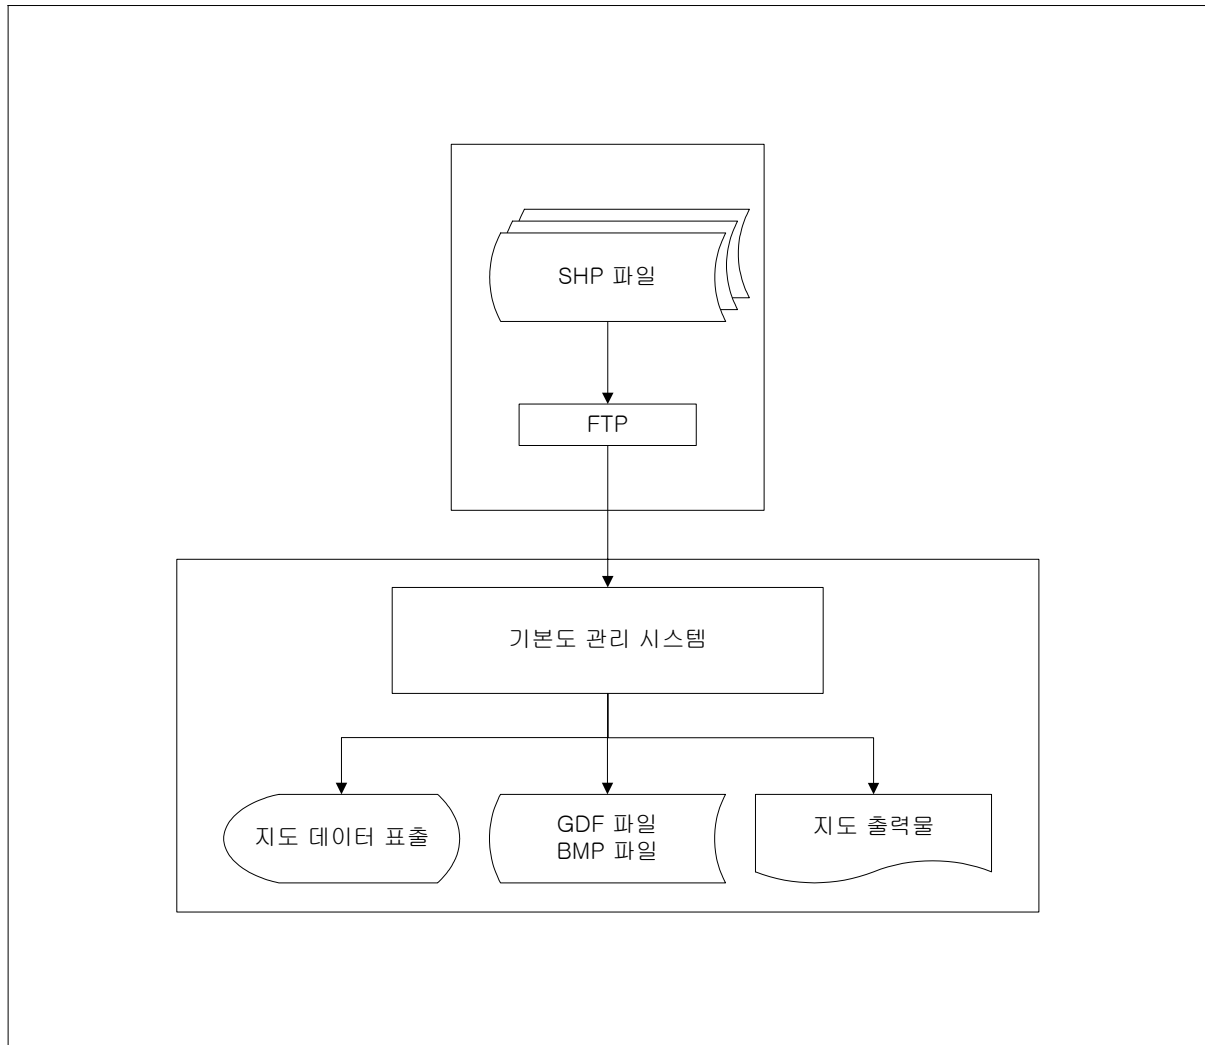 SHP 파일
FTP
기본도 관리 시스템
지도 데이터 표출
GDF 파일
BMP 파일
지도 출력물